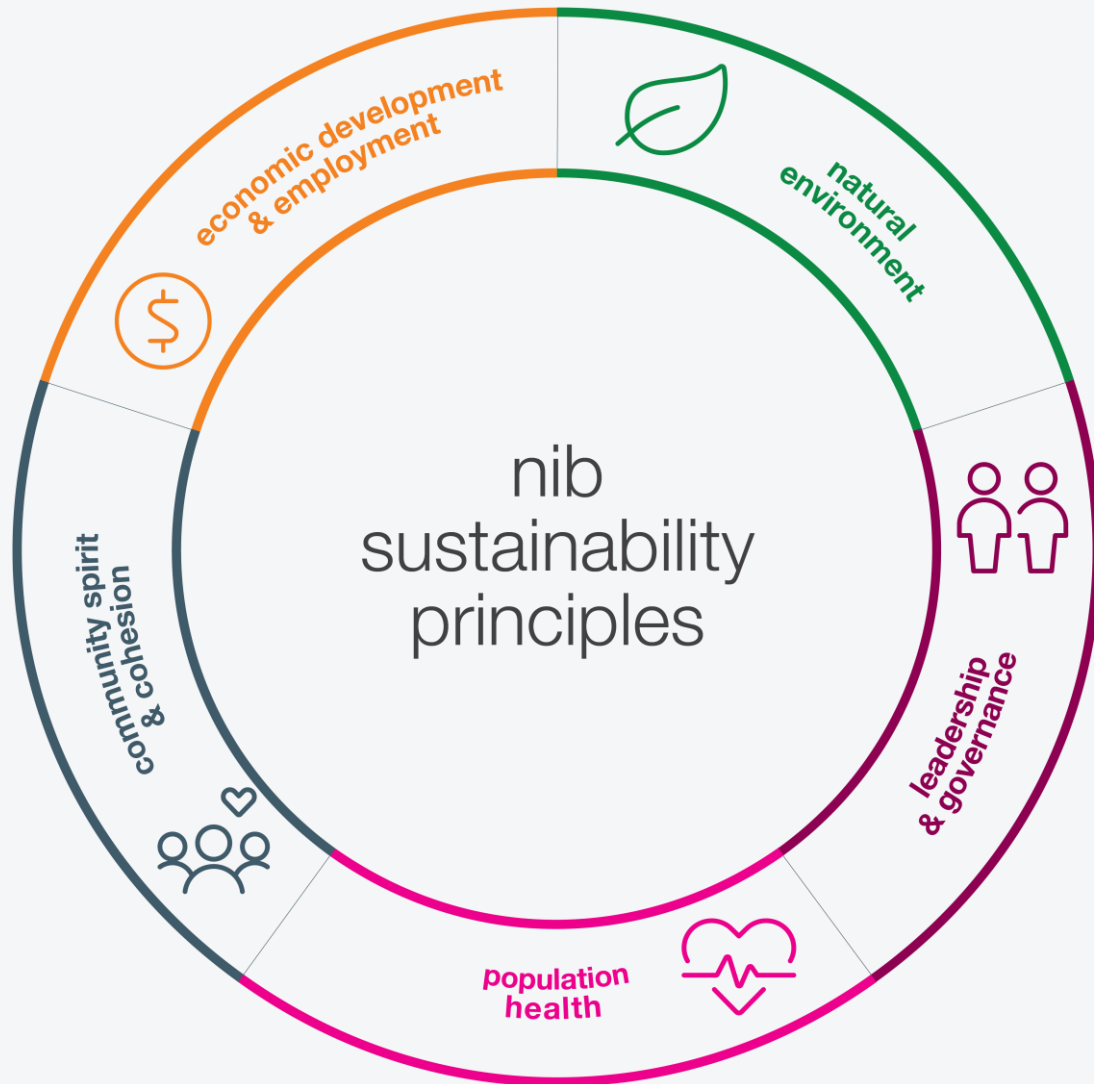 economic development
& employment
natural
environment
nib
sustainability
principles
community spirit
& cohesion
leadership
& governance
population
health